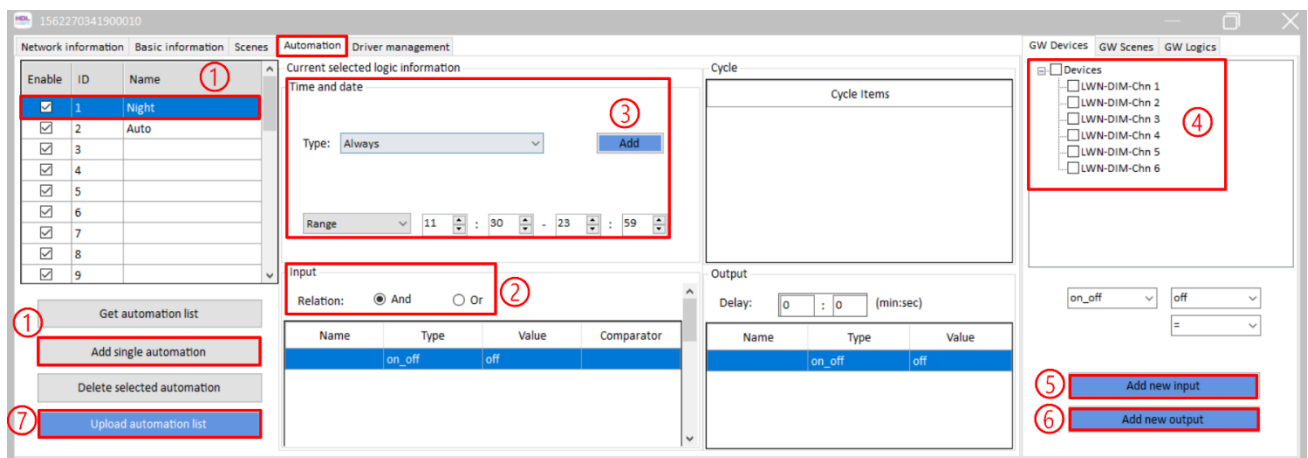 HDL 1562270341900010
Network information Basic information Scenes Automation Driver management
GW Devices GW Scenes GW Logics
Enable ID Name ①
1 Night
2 Auto
3
4
5
6
7
8
9
Get automation list
①
Add single automation
Delete selected automation
⑦ Upload automation list
Current selected logic information
Time and date
③
Type: Always Add
Range 11 : 30 - 23 : 59
Input
Relation: And Or ②
Name Type Value Comparator
on_off off
Cycle
Cycle Items
Output
Delay: 0 : 0 (min:sec)
Name Type Value
on_off off
Devices
LWN-DIM-Chn 1
LWN-DIM-Chn 2
LWN-DIM-Chn 3
LWN-DIM-Chn 4
LWN-DIM-Chn 5
LWN-DIM-Chn 6
④
on_off off
=
⑤ Add new input
⑥ Add new output